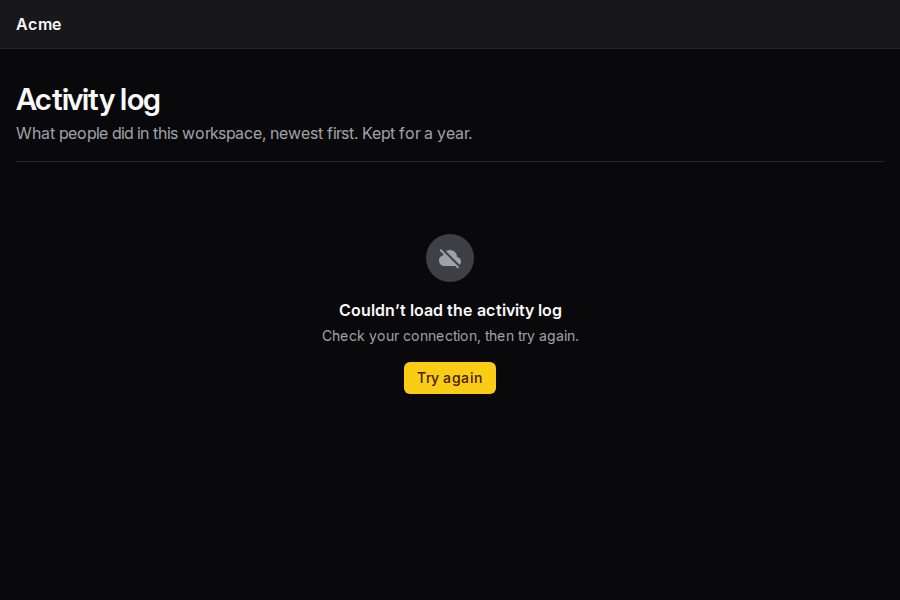 Acme
Activity log
What people did in this workspace, newest first. Kept for a year.
Couldn’t load the activity log
Check your connection, then try again.
Try again